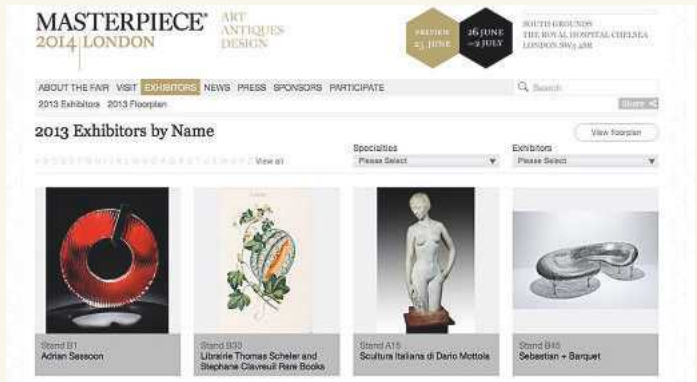 MASTERPIECE®
2014 LONDON
ART
ANTIQUES
DESIGN
PREVIEW
25 JUNE
26 JUNE
—2 JULY
SOUTH GROUNDS
THE ROYAL HOSPITAL CHELSEA
LONDON SW3 4SR
ABOUT THE FAIR VISIT EXHIBITORS NEWS PRESS SPONSORS PARTICIPATE
Search
2013 Exhibitors 2013 Floorplan
Share
2013 Exhibitors by Name
View floorplan
Specialties
Exhibitors
View all
Please Select
Please Select
Stand B1
Adrian Sassoon
Stand B33
Librairie Thomas Scheler and
Stephane Clavreuil Rare Books
Stand A15
Scultura Italiana di Dario Mottola
Stand B45
Sebastian + Barquet